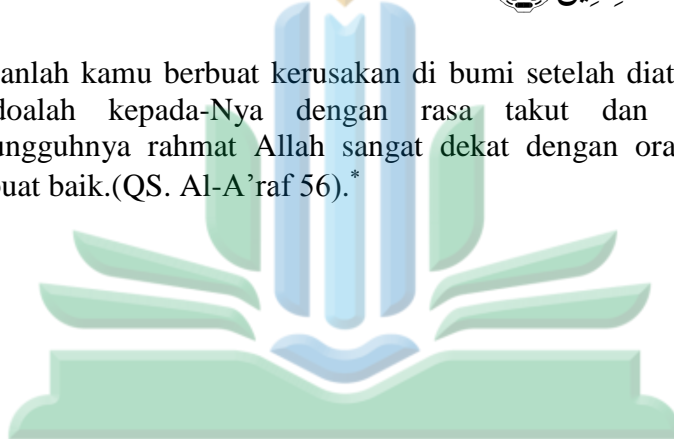 anlah kamu berbuat kerusakan di bumi setelah diat
doalah kepada-Nya dengan rasa takut dan
ungguhnya rahmat Allah sangat dekat dengan ora
buat baik.(QS. Al-A’raf 56).*